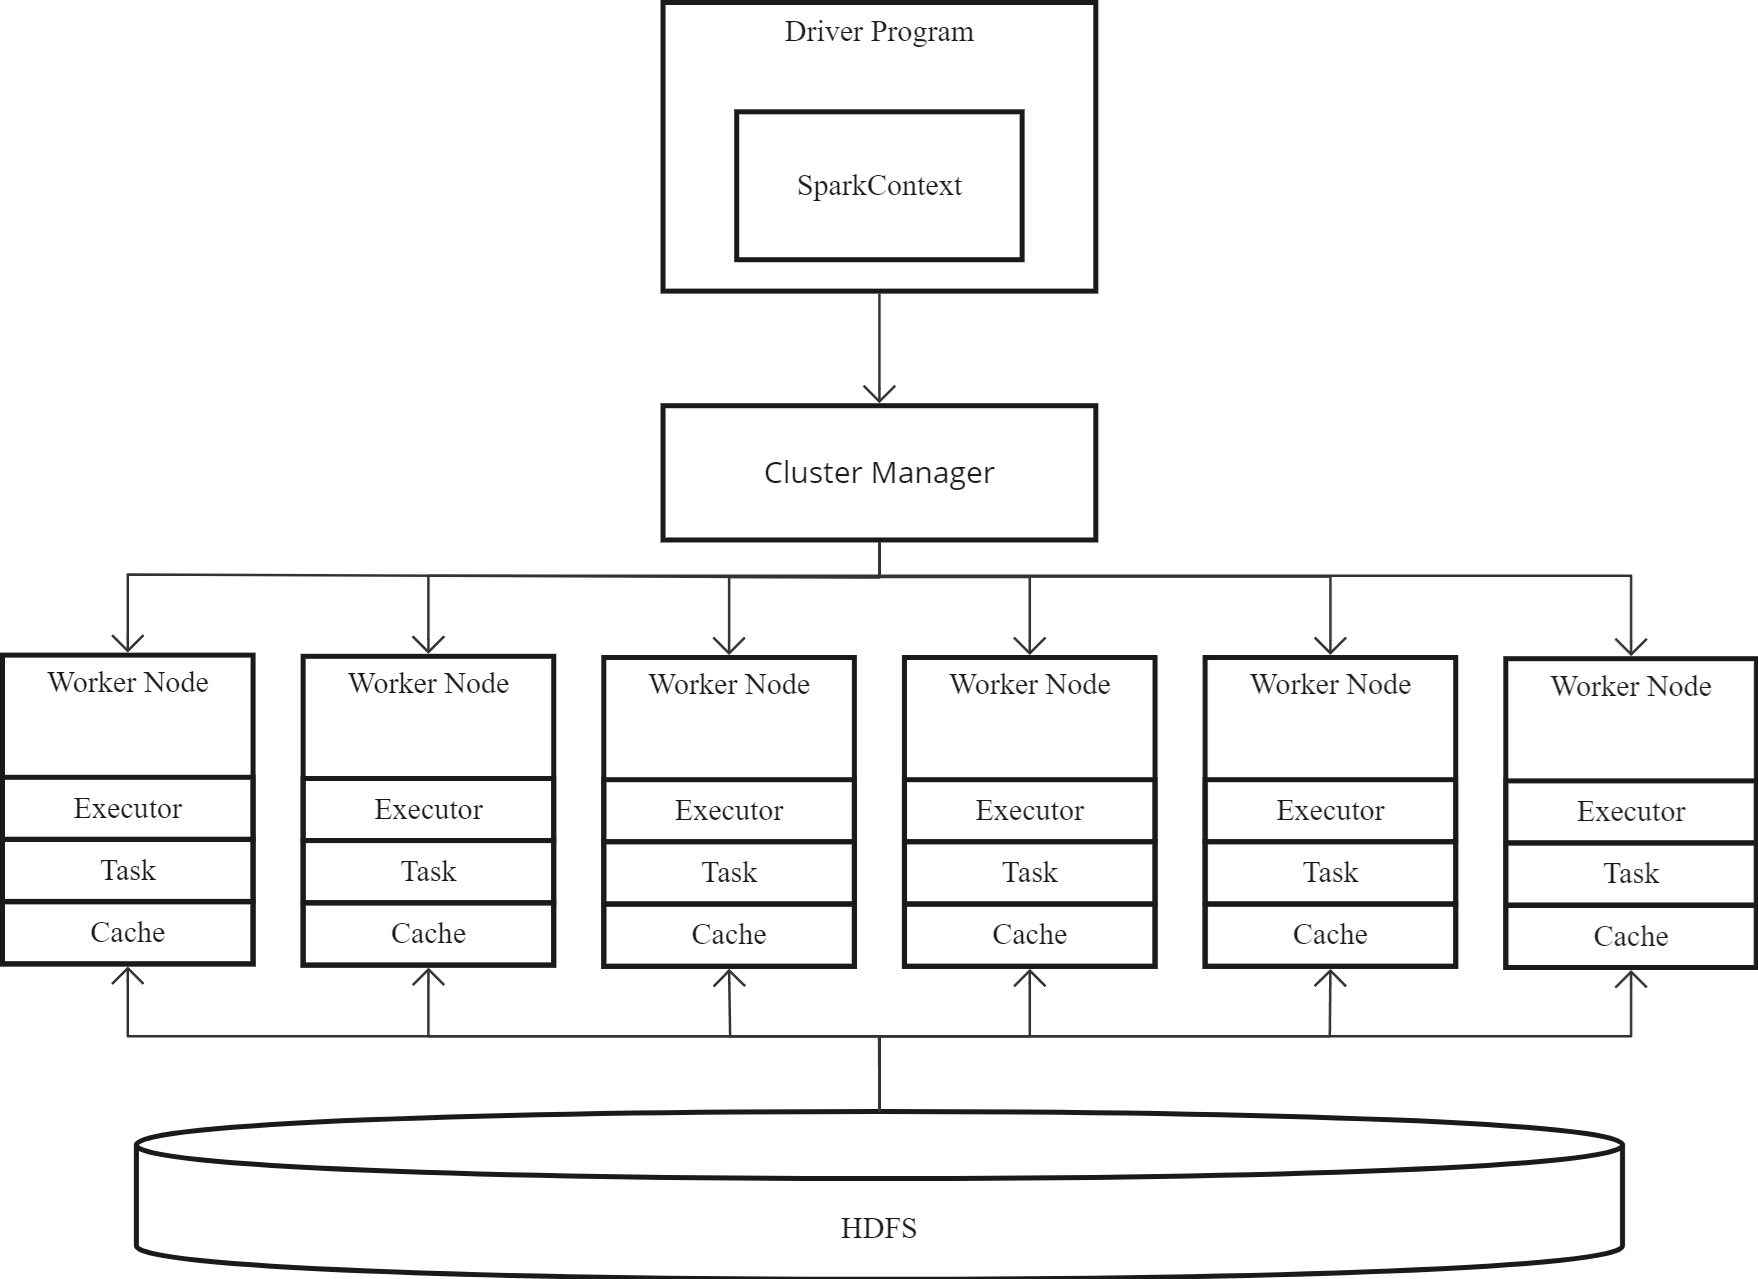 Driver Program
SparkContext
Cluster Manager
Worker Node Worker Node Worker Node Worker Node Worker Node Worker Node
Executor Executor Executor Executor Executor Executor
Task Task Task Task Task Task
Cache Cache Cache Cache Cache Cache
HDFS